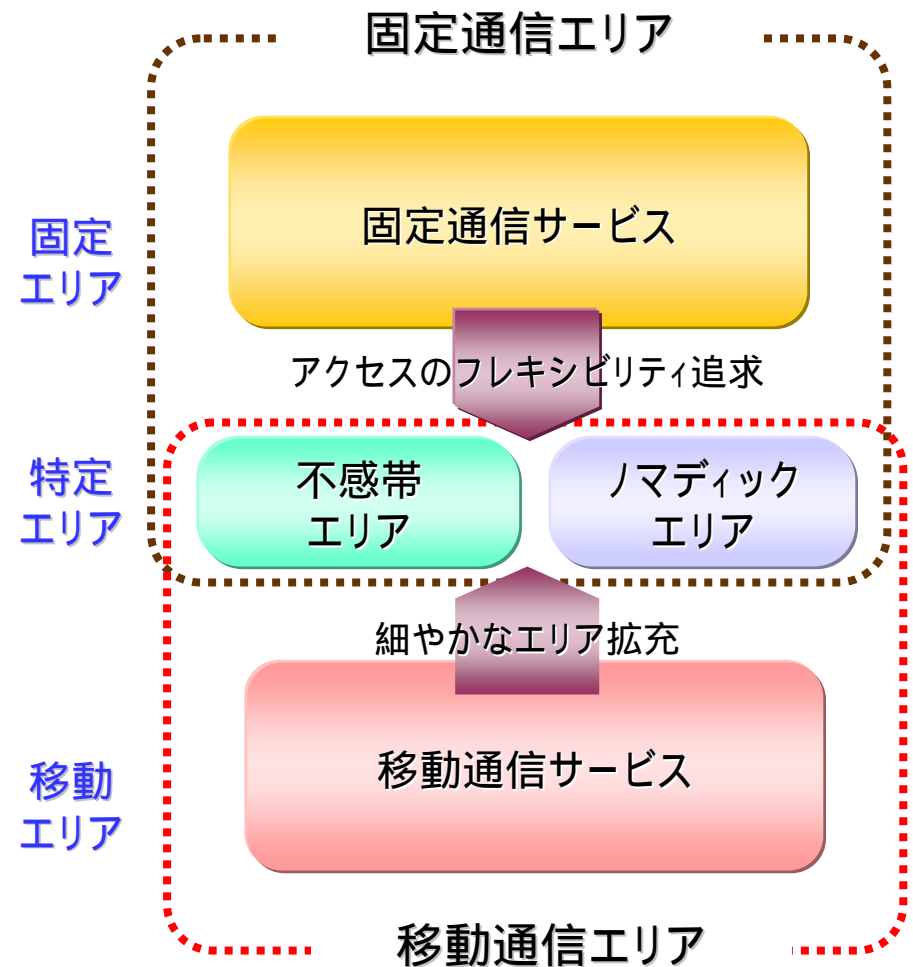 固定通信エリア
固定通信サービス
固定
エリア
アクセスのフレキシビリティ追求
特定
エリア
不感帯
エリア
ノマディック
エリア
細やかなエリア拡充
移動通信サービス
移動
エリア
移動通信エリア